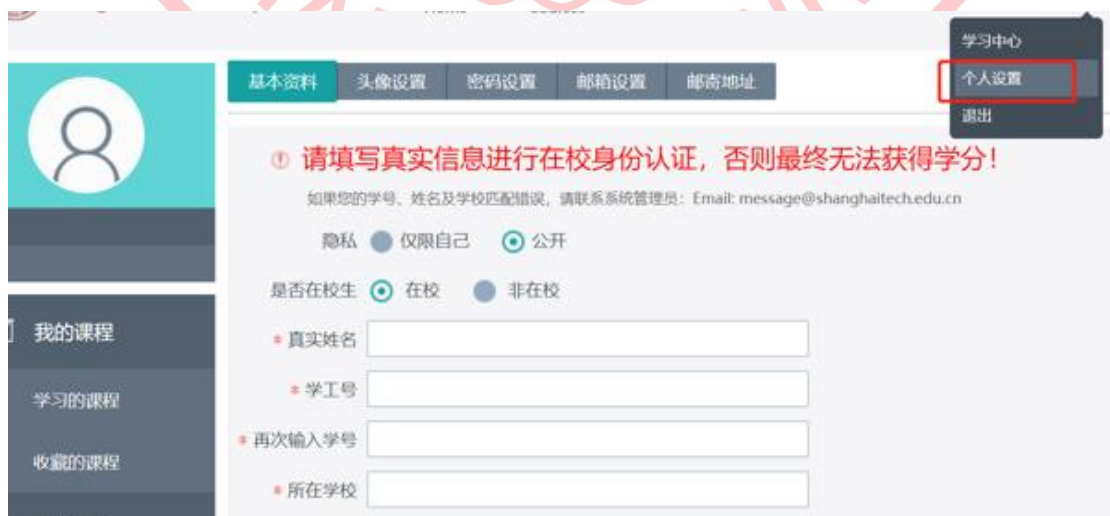 学习中心
个人设置
退出
基本资料 头像设置 密码设置 邮箱设置 邮寄地址
请填写真实信息进行在校身份认证，否则最终无法获得学分！
如果您的学号、姓名及学校匹配错误，请联系系统管理员：Email: message@shanghaitech.edu.cn
隐私 仅限自己 公开
是否在校生 在校 非在校
我的课程
* 真实姓名
* 学工号
学习的课程
* 再次输入学号
收藏的课程
* 所在学校